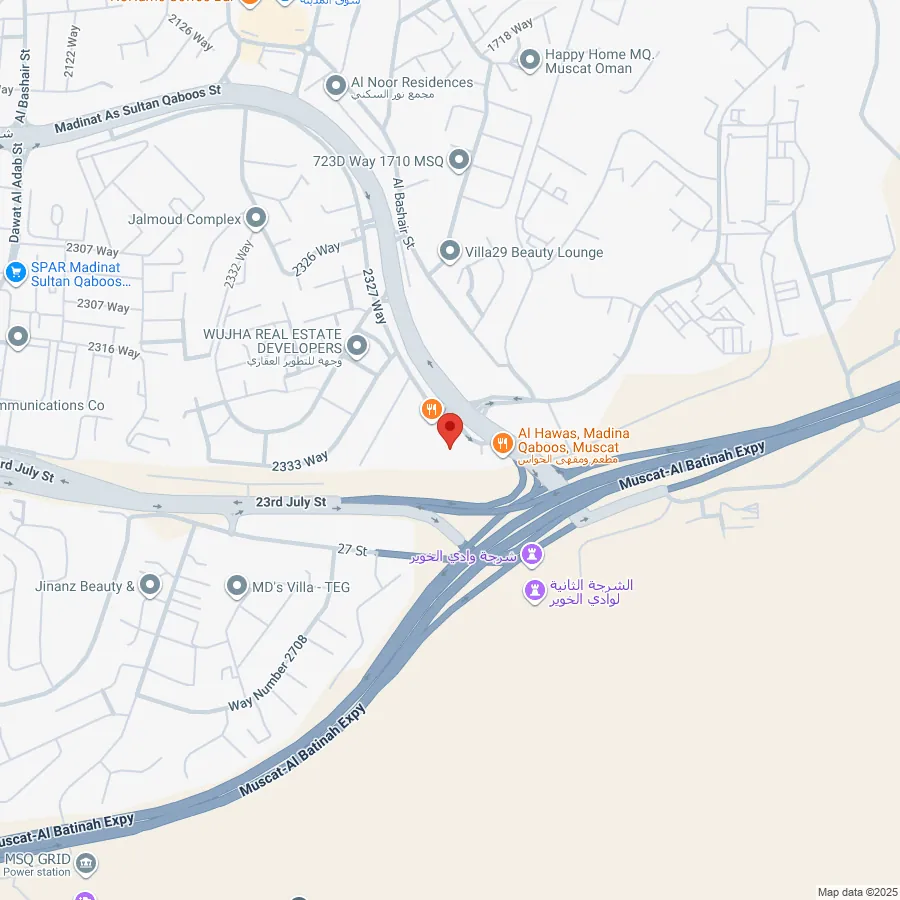 سوق المدينة
2126 Way
2122 Way
Al Bashair St
1718 Way
Happy Home MQ.
Muscat Oman
Al Noor Residences
مجمع نور السكني
Madinat As Sultan Qaboos St
723D Way 1710 MSQ
Al Bashair St
Dawat Al Adab St
Jalmoud Complex
2307 Way
2326 Way
2332 Way
Villa29 Beauty Lounge
SPAR Madinat
Sultan Qaboos...
2327 Way
2307 Way
2316 Way
WUJHA REAL ESTATE
DEVELOPERS
وجهة للتطوير العقاري
mmunications Co
Al Hawas, Madina
Qaboos, Muscat
مطعم ومقهى الحواس
2333 Way
Muscat-Al Batinah Expy
rd July St
23rd July St
27 St
شرجة وادي الخوير
الشرجة الثانية
لوادي الخوير
Jinanz Beauty &
MD's Villa - TEG
Way Number 2708
Muscat-Al Batinah Expy
uscat-Al Batinah Expy
MSQ GRID
Power station
Map data ©2025